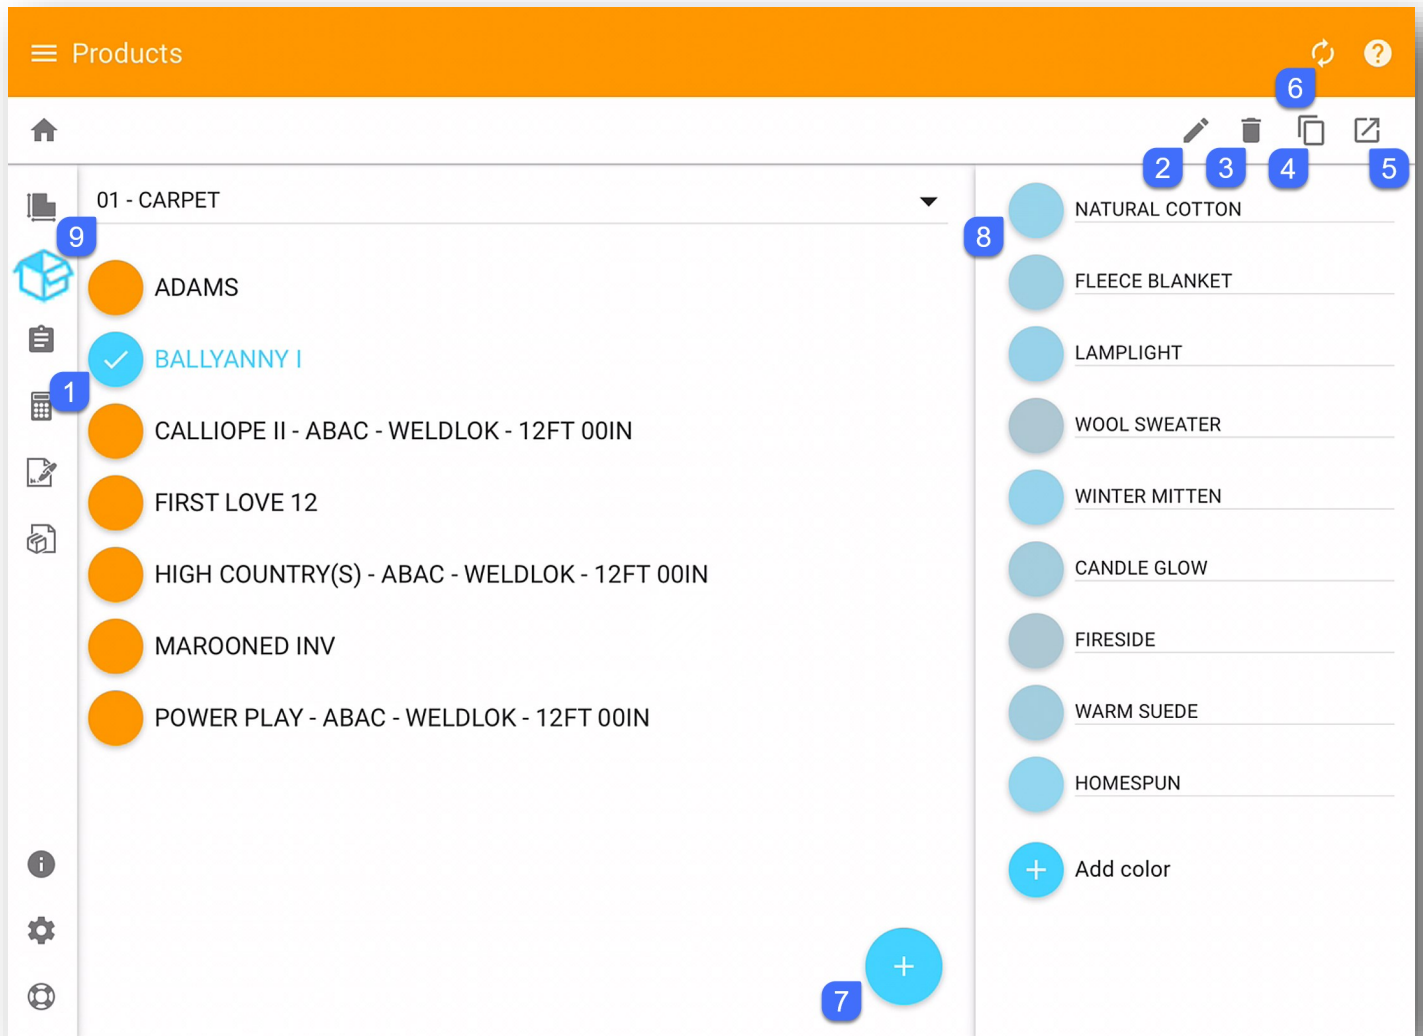 Products
?
6
2
3
4
5
01 - CARPET
9
ADAMS
BALLYANNY I
1
CALLIOPE II - ABAC - WELDLOK - 12FT 00IN
FIRST LOVE 12
HIGH COUNTRY(S) - ABAC - WELDLOK - 12FT 00IN
MAROONED INV
POWER PLAY - ABAC - WELDLOK - 12FT 00IN
7
8
NATURAL COTTON
FLEECE BLANKET
LAMPLIGHT
WOOL SWEATER
WINTER MITTEN
CANDLE GLOW
FIRESIDE
WARM SUEDE
HOMESPUN
Add color